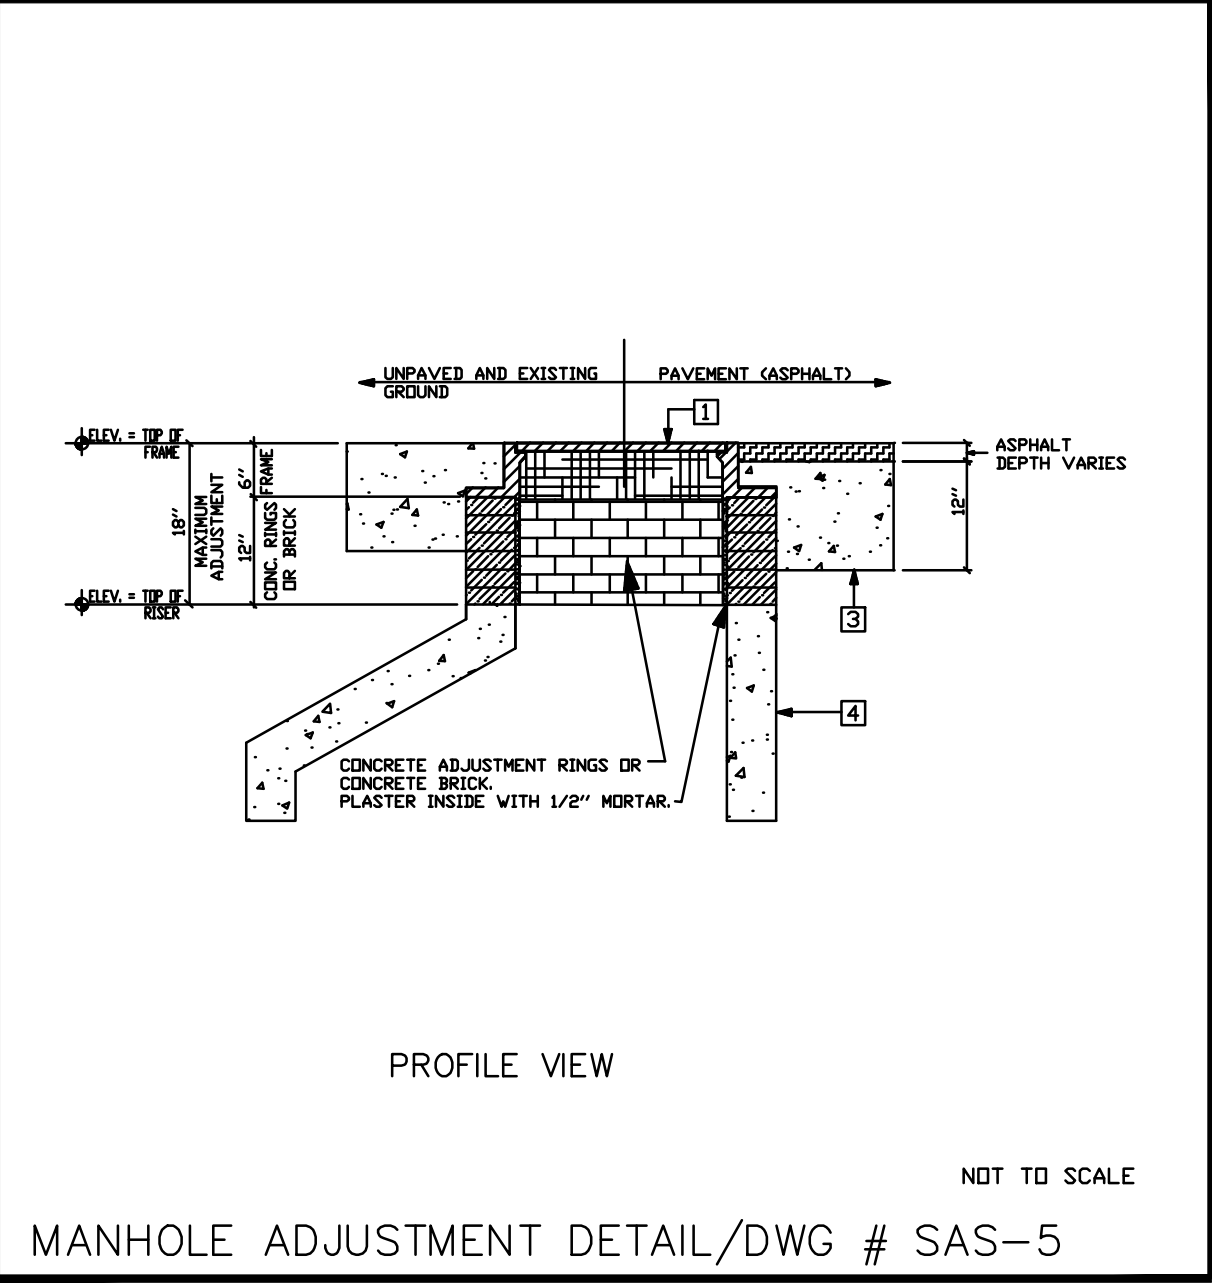 UNPAVED AND EXISTING
GROUND
PAVEMENT (ASPHALT)
1
ELEV. = TOP OF
FRAME
ASPHALT
DEPTH VARIES
18"
MAXIMUM
ADJUSTMENT
6"
FRAME
12"
CONC. RINGS
OR BRICK
12"
ELEV. = TOP OF
RISER
3
4
CONCRETE ADJUSTMENT RINGS OR
CONCRETE BRICK.
PLASTER INSIDE WITH 1/2" MORTAR.
PROFILE VIEW
NOT TO SCALE
MANHOLE ADJUSTMENT DETAIL/DWG # SAS-5